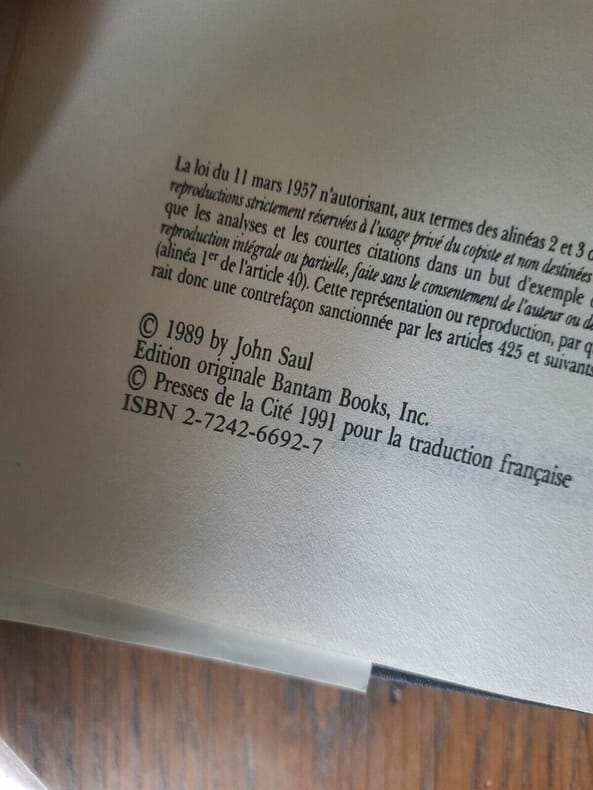 La loi du 11 mars 1957 n'autorisant, aux termes des alinéas 2 et 3 d
reproductions strictement réservées à l'usage privé du copiste et non destinées
que les analyses et les courtes citations dans un but d'exemple
reproduction intégrale ou partielle, faite sans le consentement de l'auteur ou de
(alinéa 1er de l'article 40). Cette représentation ou reproduction, par q
rait donc une contrefaçon sanctionnée par les articles 425 et suivants
© 1989 by John Saul
Edition originale Bantam Books, Inc.
© Presses de la Cité 1991 pour la traduction française
ISBN 2-7242-6692-7